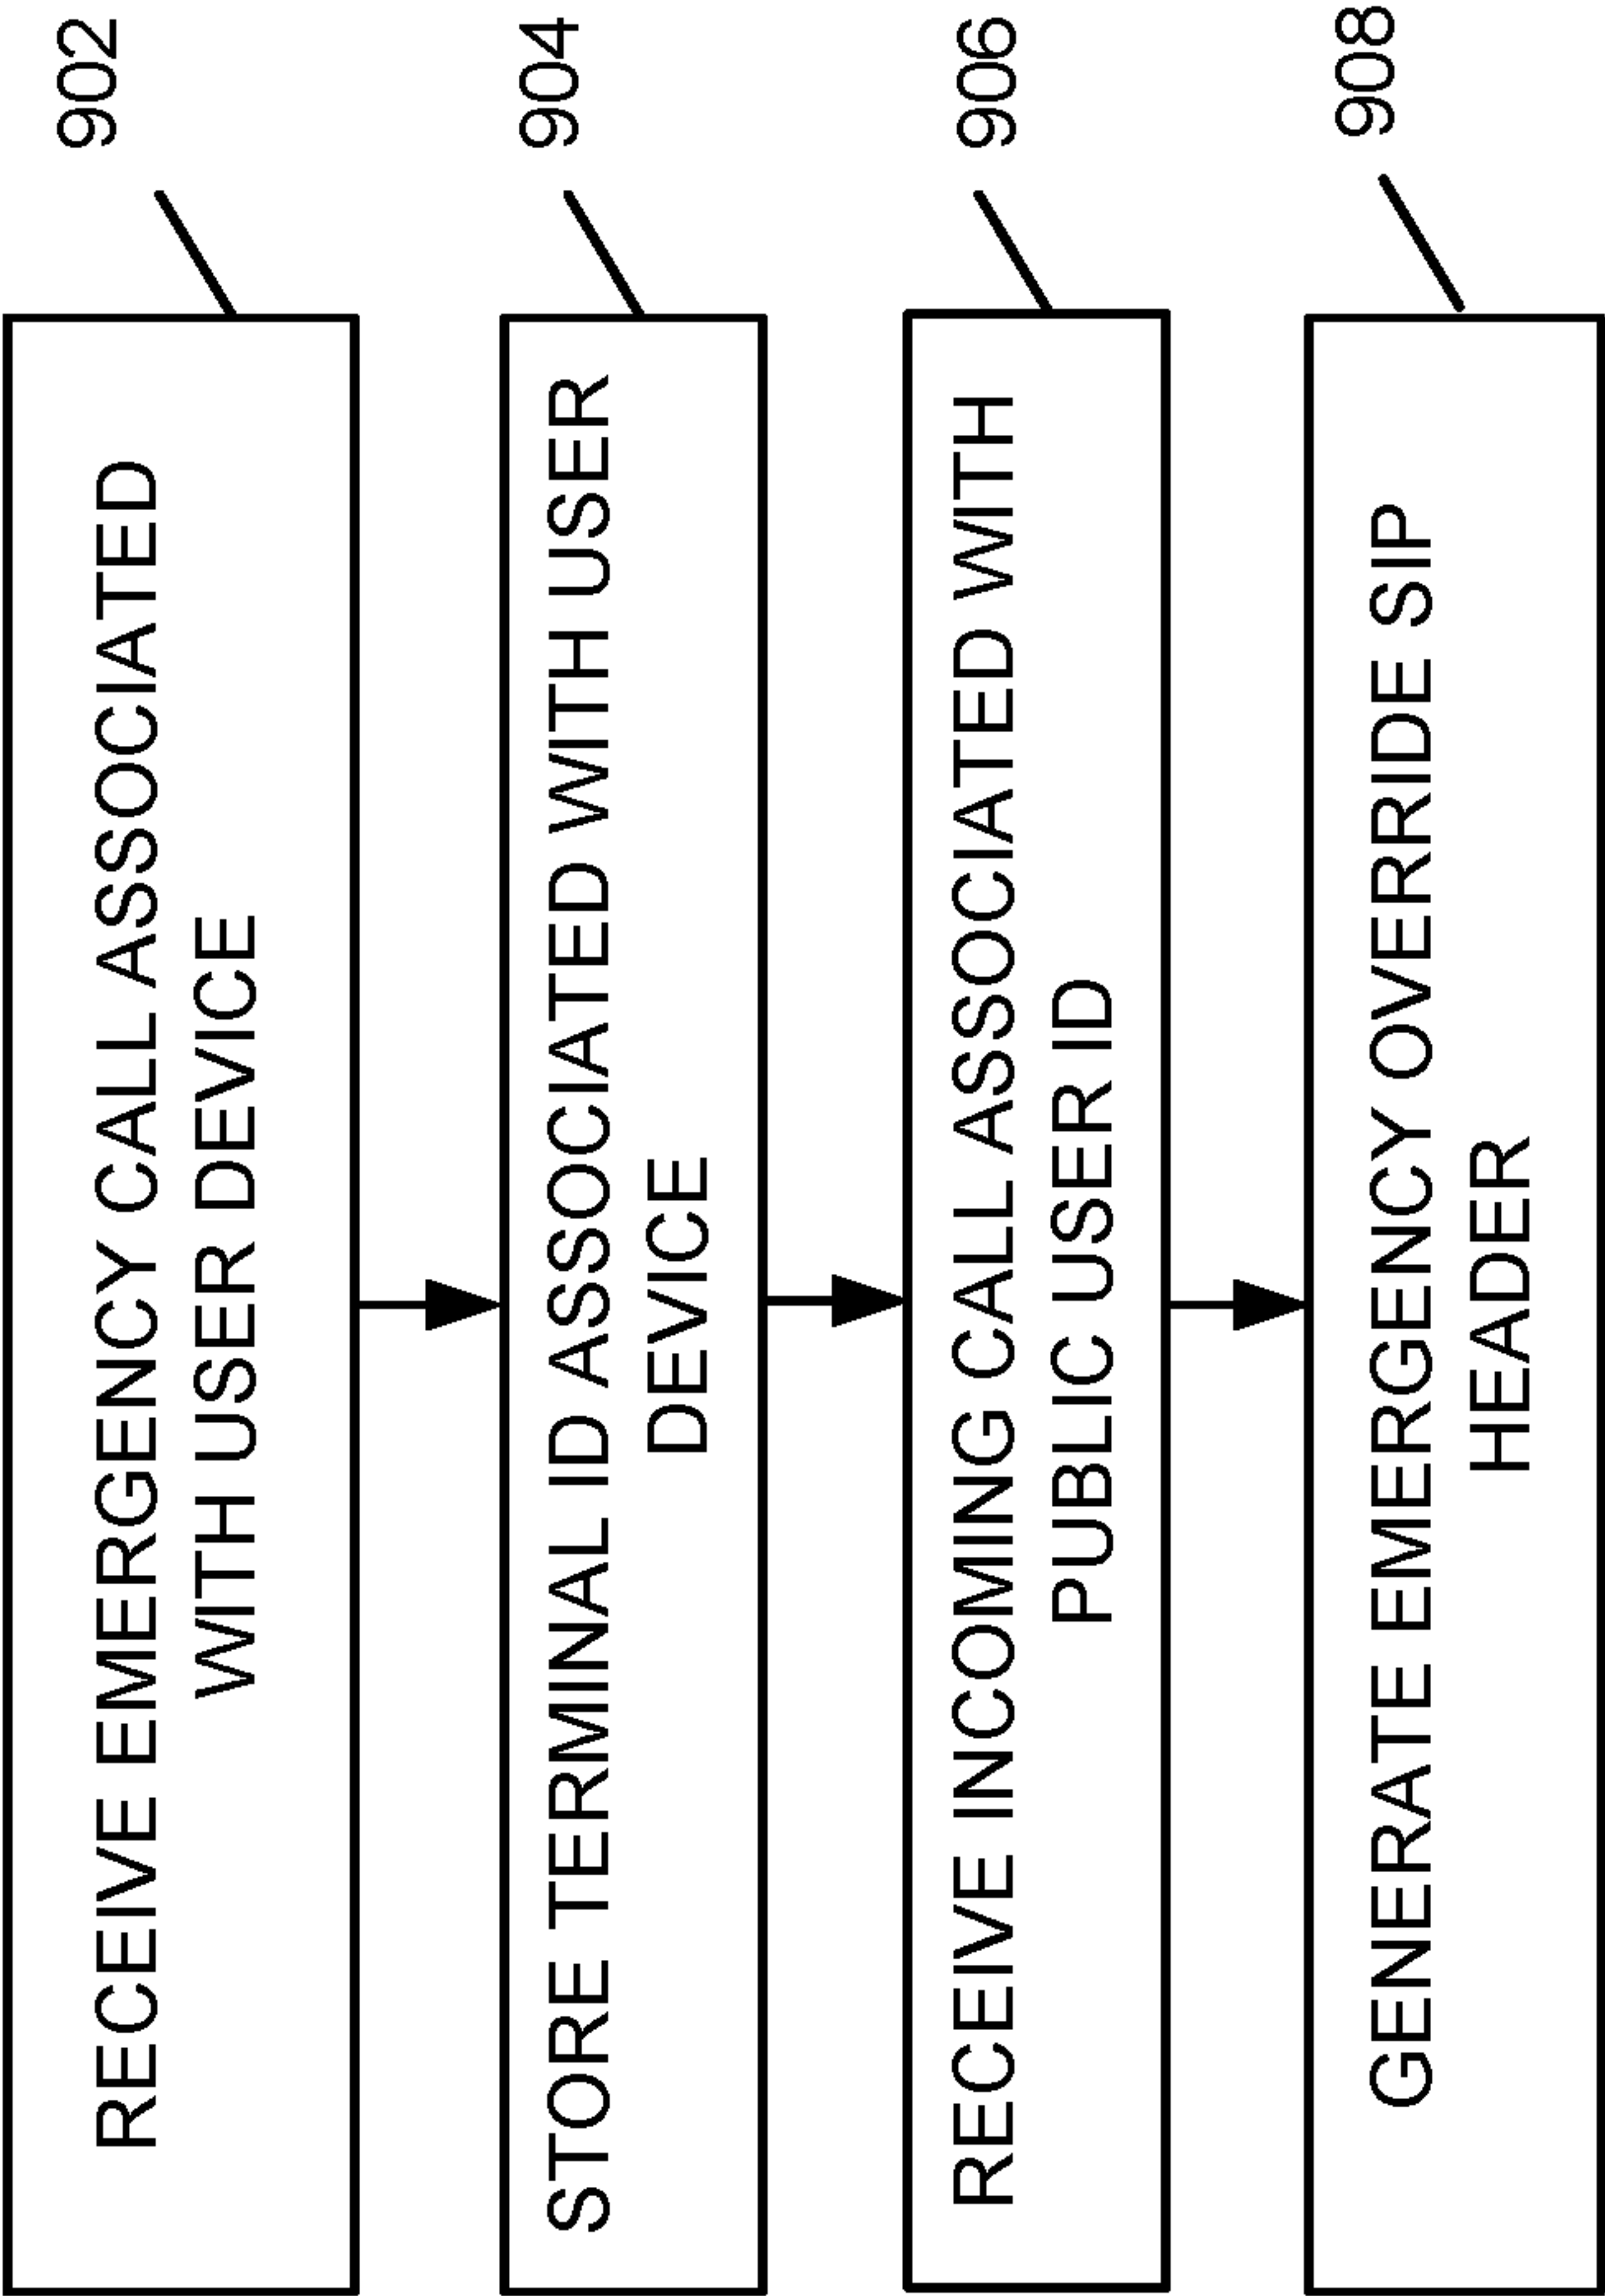 RECEIVE EMERGENCY CALL ASSOCIATED
WITH USER DEVICE
902
STORE TERMINAL ID ASSOCIATED WITH USER
DEVICE
904
RECEIVE INCOMING CALL ASSOCIATED WITH
PUBLIC USER ID
906
GENERATE EMERGENCY OVERRIDE SIP
HEADER
908